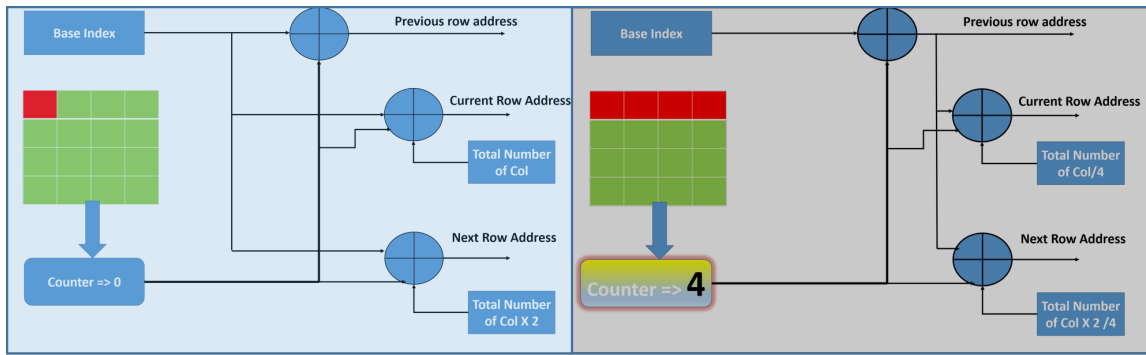 Base Index
Previous row address
Current Row Address
Total Number
of Col
Next Row Address
Counter => 0
Total Number
of Col X 2
Base Index
Previous row address
Current Row Address
Total Number
of Col/4
Next Row Address
Counter => 4
Total Number
of Col X 2 /4